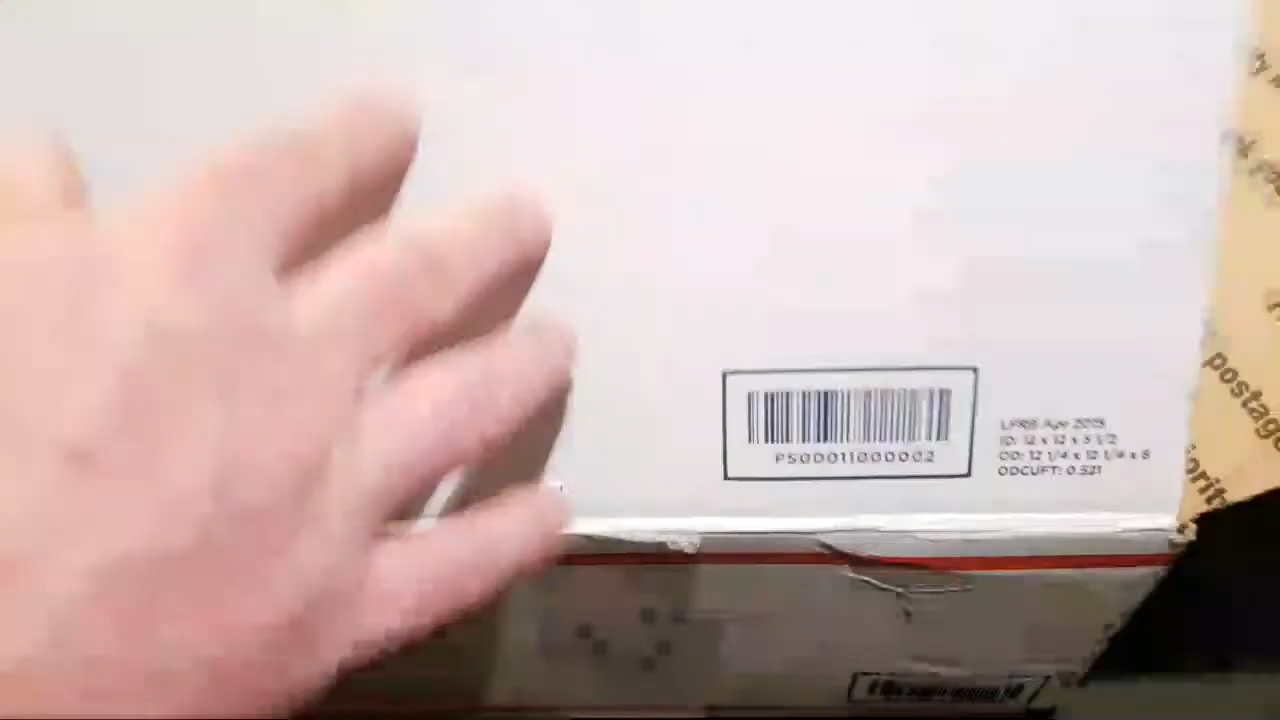 PS00011000002
LFRB Apr 2015
ID: 12 x 12 x 5 1/2
OD: 12 1/4 x 12 1/4 x 6
ODCUFT: 0.521
postage